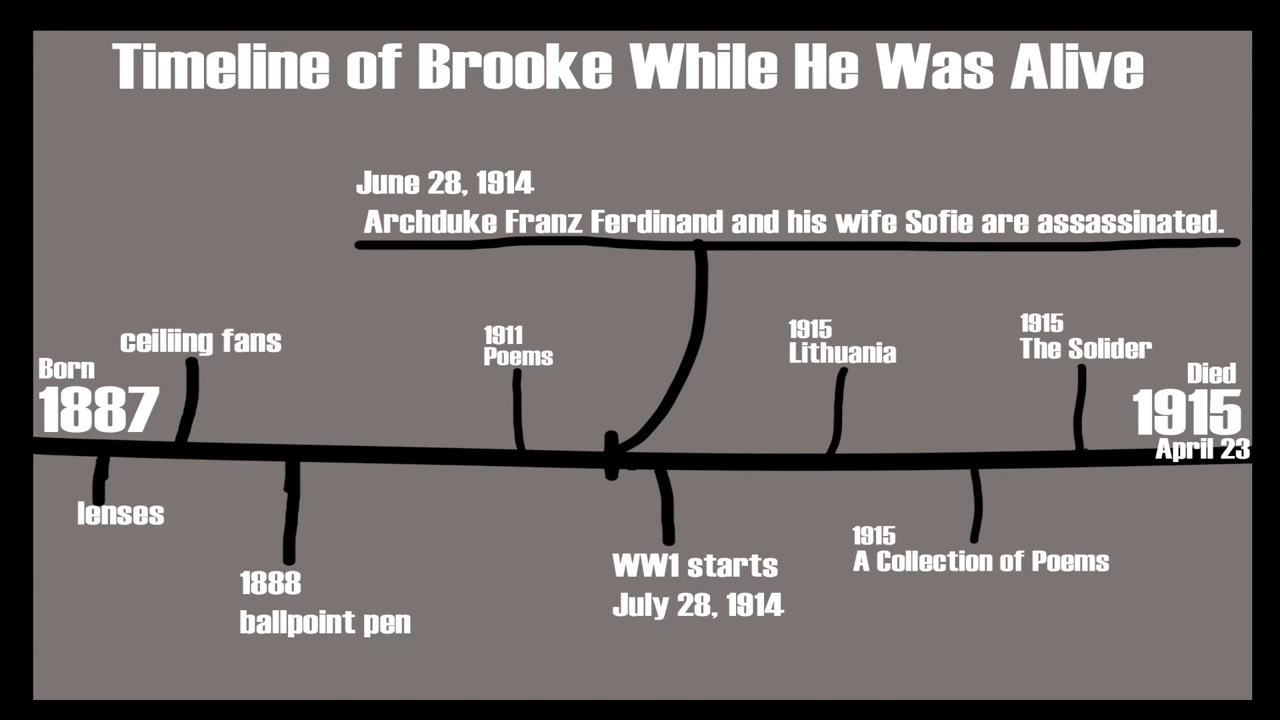 Timeline of Brooke While He Was Alive
June 28, 1914
Archduke Franz Ferdinand and his wife Sofie are assassinated.
Born
1887
ceiliing fans
lenses
1888
ballpoint pen
1911
Poems
WW1 starts
July 28, 1914
1915
Lithuania
1915
A Collection of Poems
1915
The Solider
Died
1915
April 23